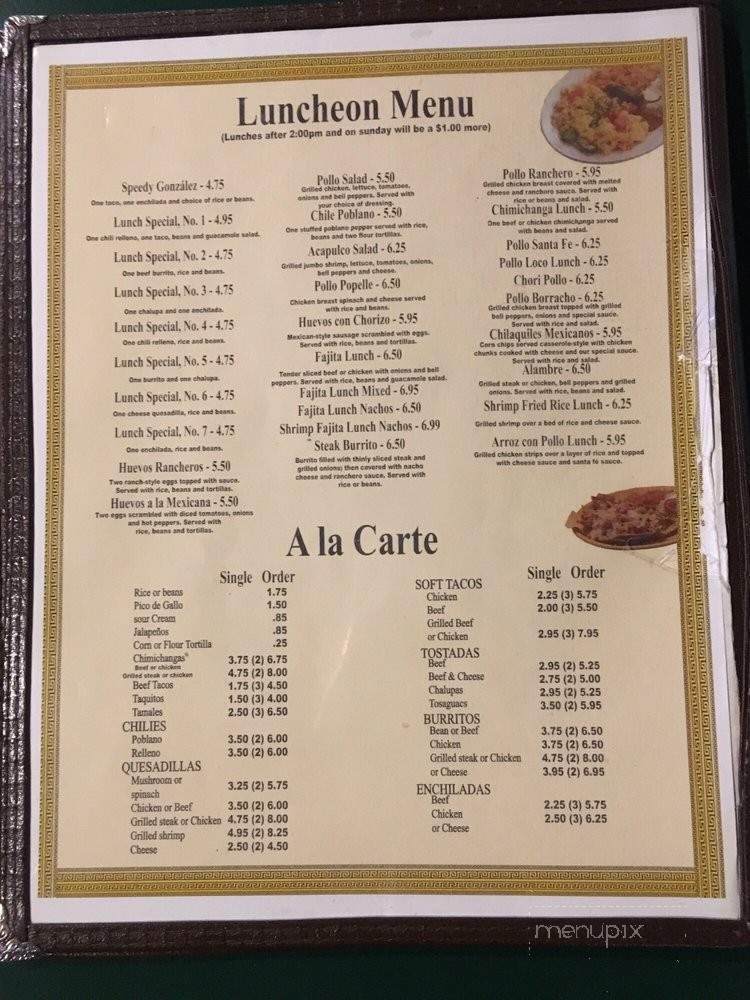 Luncheon Menu
(Lunches after 2:00pm and on sunday will be a $1.00 more)
Speedy González - 4.75
One taco, one enchilada and choice of rice or beans.
Lunch Special, No. 1 - 4.95
One chili relleno, one taco, beans and guacamole salad.
Lunch Special, No. 2 - 4.75
One beef burrito, rice and beans.
Lunch Special, No. 3 - 4.75
One chalupa and one enchilada.
Lunch Special, No. 4 - 4.75
One chili relleno, rice and beans.
Lunch Special, No. 5 - 4.75
One burrito and one chalupa.
Lunch Special, No. 6 - 4.75
One cheese quesadilla, rice and beans.
Lunch Special, No. 7 - 4.75
One enchilada, rice and beans.
Huevos Rancheros - 5.50
Two ranch-style eggs topped with sauce.
Served with rice, beans and tortillas.
Huevos a la Mexicana - 5.50
Two eggs scrambled with diced tomatoes, onions
and hot peppers. Served with
rice, beans and tortillas.
Pollo Salad - 5.50
Grilled chicken, lettuce, tomatoes,
onions and bell peppers. Served with
your choice of dressing.
Chile Poblano - 5.50
One stuffed poblano pepper served with rice,
beans and two flour tortillas.
Acapulco Salad - 6.25
Grilled jumbo shrimp, lettuce, tomatoes, onions,
bell peppers and cheese.
Pollo Popelle - 6.50
Chicken breast spinach and cheese served
with rice and beans.
Huevos con Chorizo - 5.95
Mexican-style sausage scrambled with eggs.
Served with rice, beans and tortillas.
Fajita Lunch - 6.50
Tender sliced beef or chicken with onions and bell
peppers. Served with rice, beans and guacamole salad.
Fajita Lunch Mixed - 6.95
Fajita Lunch Nachos - 6.50
Shrimp Fajita Lunch Nachos - 6.99
Steak Burrito - 6.50
Burrito filled with thinly sliced steak and
grilled onions; then covered with nacho
cheese and ranchero sauce. Served with
rice or beans.
Pollo Ranchero - 5.95
Grilled chicken breast covered with melted
cheese and ranchero sauce. Served with
rice or beans and salad.
Chimichanga Lunch - 5.50
One beef or chicken chimichanga served
with beans and salad.
Pollo Santa Fe - 6.25
Pollo Loco Lunch - 6.25
Chori Pollo - 6.25
Pollo Borracho - 6.25
Grilled chicken breast topped with grilled
bell peppers, onions and special sauce.
Served with rice and salad.
Chilaquiles Mexicanos - 5.95
Corn chips served casserole-style with chicken
chunks cooked with cheese and our special sauce.
Served with rice and salad.
Alambre - 6.50
Grilled steak or chicken, bell peppers and grilled
onions. Served with rice, beans and salad.
Shrimp Fried Rice Lunch - 6.25
Grilled shrimp over a bed of rice and cheese sauce.
Arroz con Pollo Lunch - 5.95
Grilled chicken strips over a layer of rice and topped
with cheese sauce and santa fe sauce.
A la Carte
Single Order
Rice or beans 1.75
Pico de Gallo 1.50
sour Cream .85
Jalapeños .85
Corn or Flour Tortilla .25
Chimichangas
Beef or chicken 3.75 (2) 6.75
Grilled steak or chicken 4.75 (2) 8.00
Beef Tacos 1.75 (3) 4.50
Taquitos 1.50 (3) 4.00
Tamales 2.50 (3) 6.50
CHILIES
Poblano 3.50 (2) 6.00
Relleno 3.50 (2) 6.00
QUESADILLAS
Mushroom or
spinach 3.25 (2) 5.75
Chicken or Beef 3.50 (2) 6.00
Grilled steak or Chicken 4.75 (2) 8.00
Grilled shrimp 4.95 (2) 8.25
Cheese 2.50 (2) 4.50
Single Order
SOFT TACOS
Chicken 2.25 (3) 5.75
Beef 2.00 (3) 5.50
Grilled Beef
or Chicken 2.95 (3) 7.95
TOSTADAS
Beef 2.95 (2) 5.25
Beef & Cheese 2.75 (2) 5.00
Chalupas 2.95 (2) 5.25
Tosaguacs 3.50 (2) 5.95
BURRITOS
Bean or Beef 3.75 (2) 6.50
Chicken 3.75 (2) 6.50
Grilled steak or Chicken 4.75 (2) 8.00
or Cheese 3.95 (2) 6.95
ENCHILADAS
Beef 2.25 (3) 5.75
Chicken 2.50 (3) 6.25
or Cheese
menupix